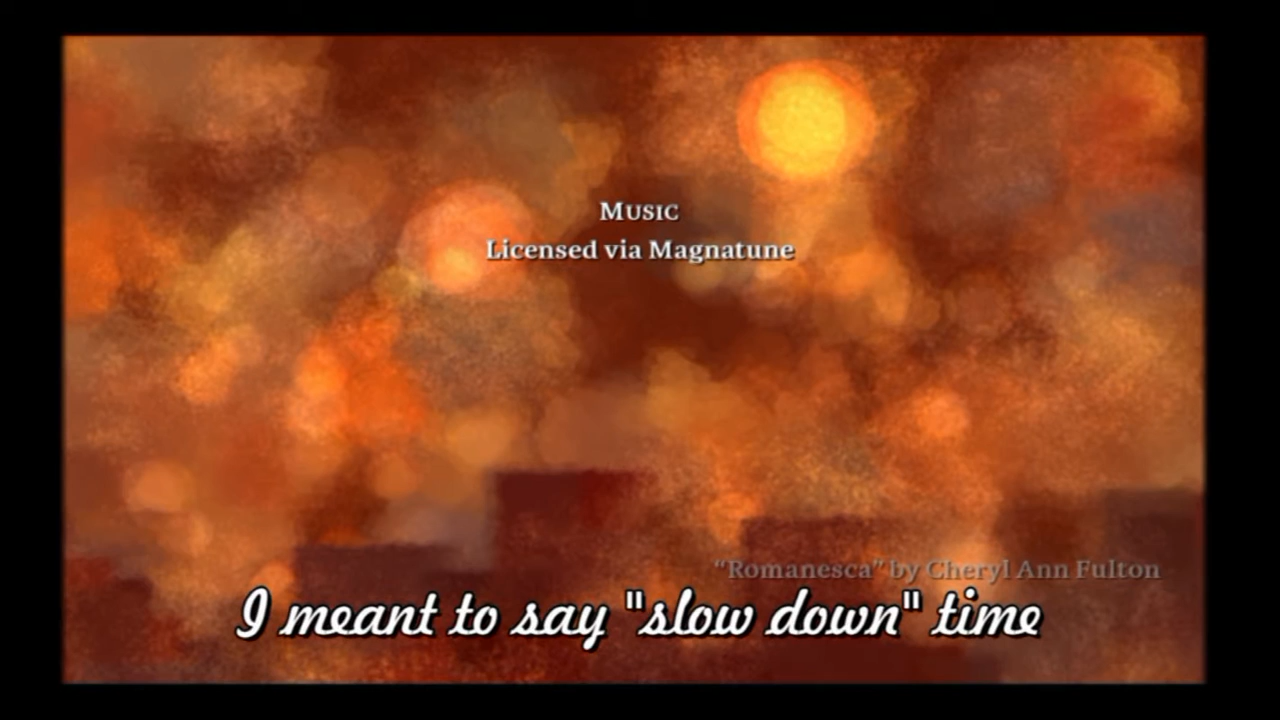 MUSIC
Licensed via Magnatune
“Romanesca” by Cheryl Ann Fulton
I meant to say "slow down" time